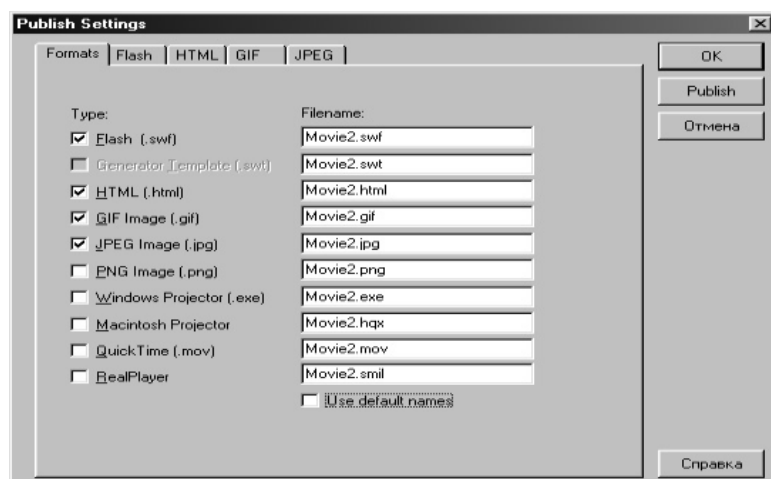 Publish Settings
Formats Flash HTML GIF JPEG
OK
Publish
Отмена
Type: Filename:
Flash (.swf) Movie2.swf
Generator Template (.swt) Movie2.swt
HTML (.html) Movie2.html
GIF Image (.gif) Movie2.gif
JPEG Image (.jpg) Movie2.jpg
PNG Image (.png) Movie2.png
Windows Projector (.exe) Movie2.exe
Macintosh Projector Movie2.hqx
QuickTime (.mov) Movie2.mov
RealPlayer Movie2.smil
Use default names
Справка